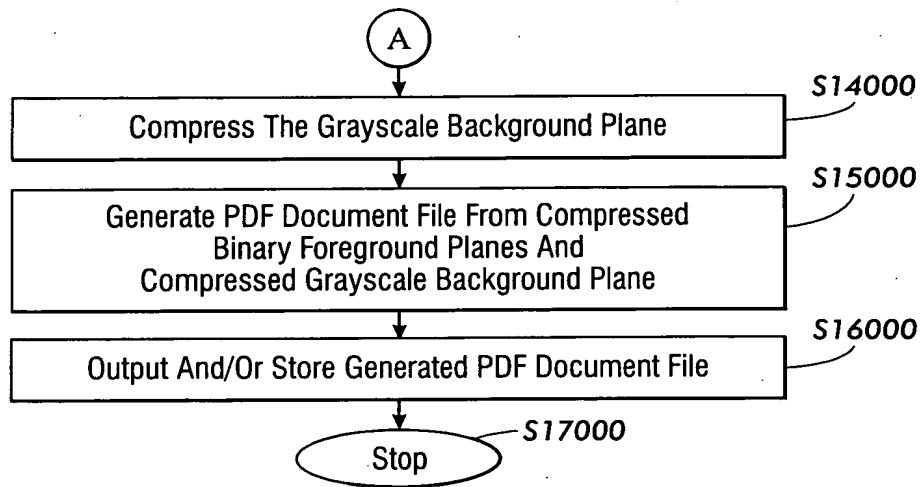 A
S14000
Compress The Grayscale Background Plane
S15000
Generate PDF Document File From Compressed
Binary Foreground Planes And
Compressed Grayscale Background Plane
S16000
Output And/Or Store Generated PDF Document File
S17000
Stop